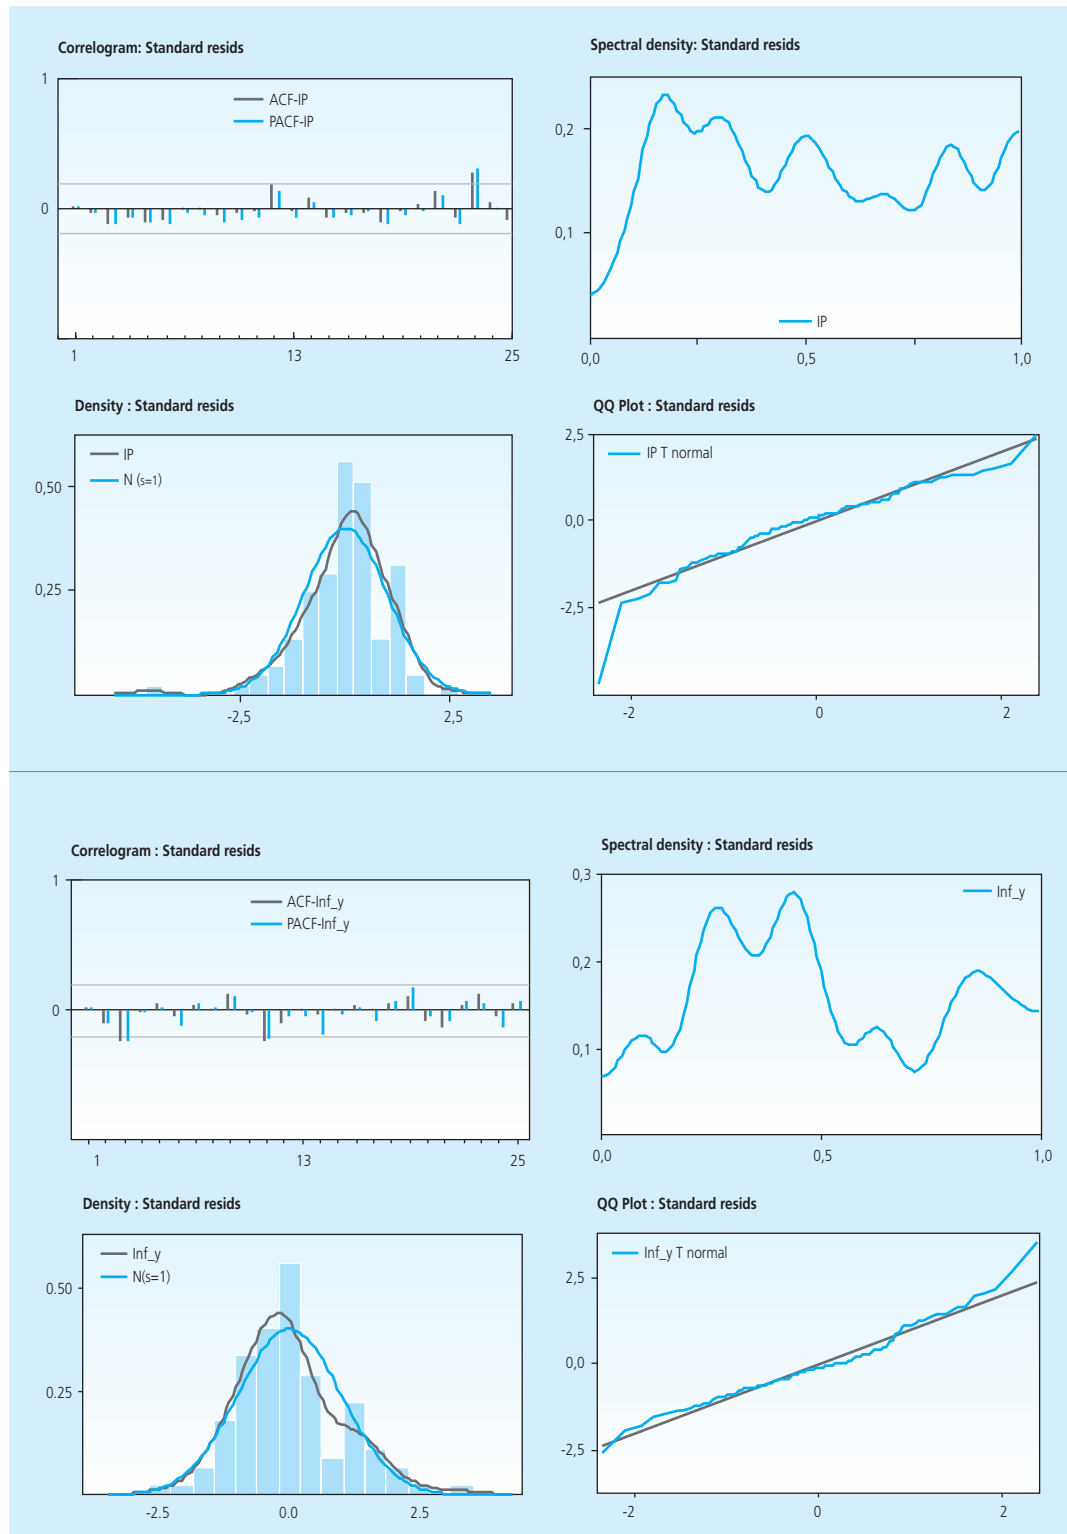 Correlogram: Standard resids
1
ACF-IP
PACF-IP
0
1
13
25
Spectral density: Standard resids
0,2
0,1
IP
0,0
0,5
1,0
Density : Standard resids
IP
N (s=1)
0,50
0,25
-2,5
2,5
QQ Plot : Standard resids
2,5
IP T normal
0,0
-2,5
-2
0
2
Correlogram : Standard resids
1
ACF-Inf_y
PACF-Inf_y
0
1
13
25
Spectral density : Standard resids
0,3
Inf_y
0,2
0,1
0,0
0,5
1,0
Density : Standard resids
Inf_y
N(s=1)
0.50
0.25
-2.5
0.0
2.5
QQ Plot : Standard resids
Inf_y T normal
2,5
0,0
-2,5
-2
0
2